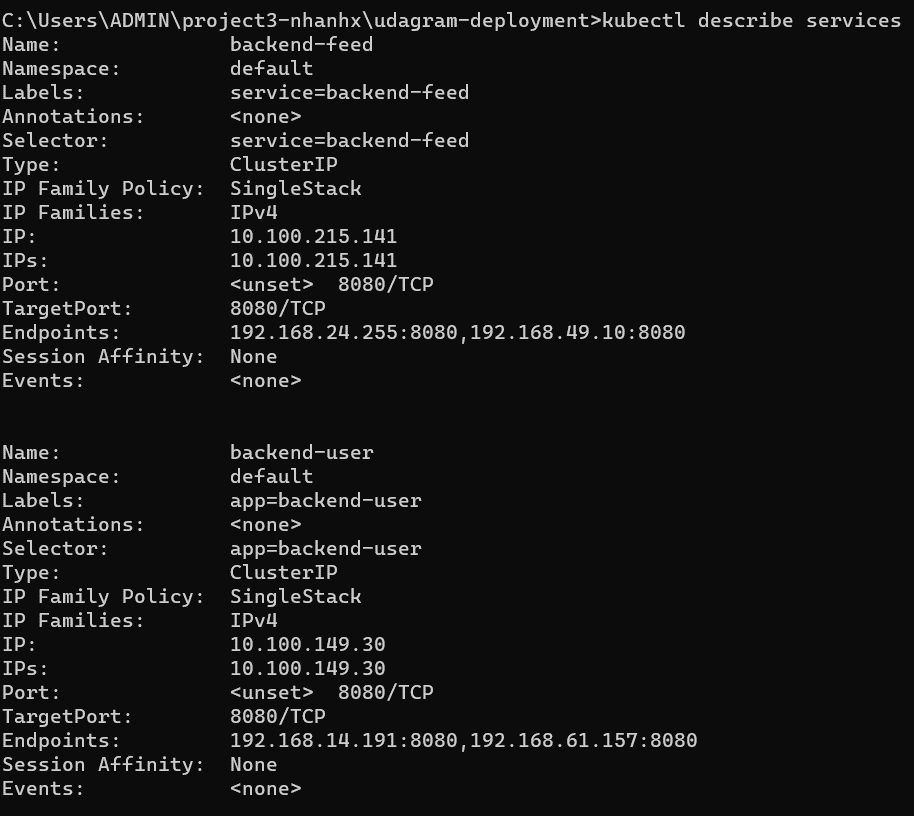 C:\Users\ADMIN\project3-nhanhx\udagram-deployment>kubectl describe services
Name:              backend-feed
Namespace:         default
Labels:            service=backend-feed
Annotations:       <none>
Selector:          service=backend-feed
Type:              ClusterIP
IP Family Policy:  SingleStack
IP Families:       IPv4
IP:                10.100.215.141
IPs:               10.100.215.141
Port:              <unset>  8080/TCP
TargetPort:        8080/TCP
Endpoints:         192.168.24.255:8080,192.168.49.10:8080
Session Affinity:  None
Events:            <none>
Name:              backend-user
Namespace:         default
Labels:            app=backend-user
Annotations:       <none>
Selector:          app=backend-user
Type:              ClusterIP
IP Family Policy:  SingleStack
IP Families:       IPv4
IP:                10.100.149.30
IPs:               10.100.149.30
Port:              <unset>  8080/TCP
TargetPort:        8080/TCP
Endpoints:         192.168.14.191:8080,192.168.61.157:8080
Session Affinity:  None
Events:            <none>